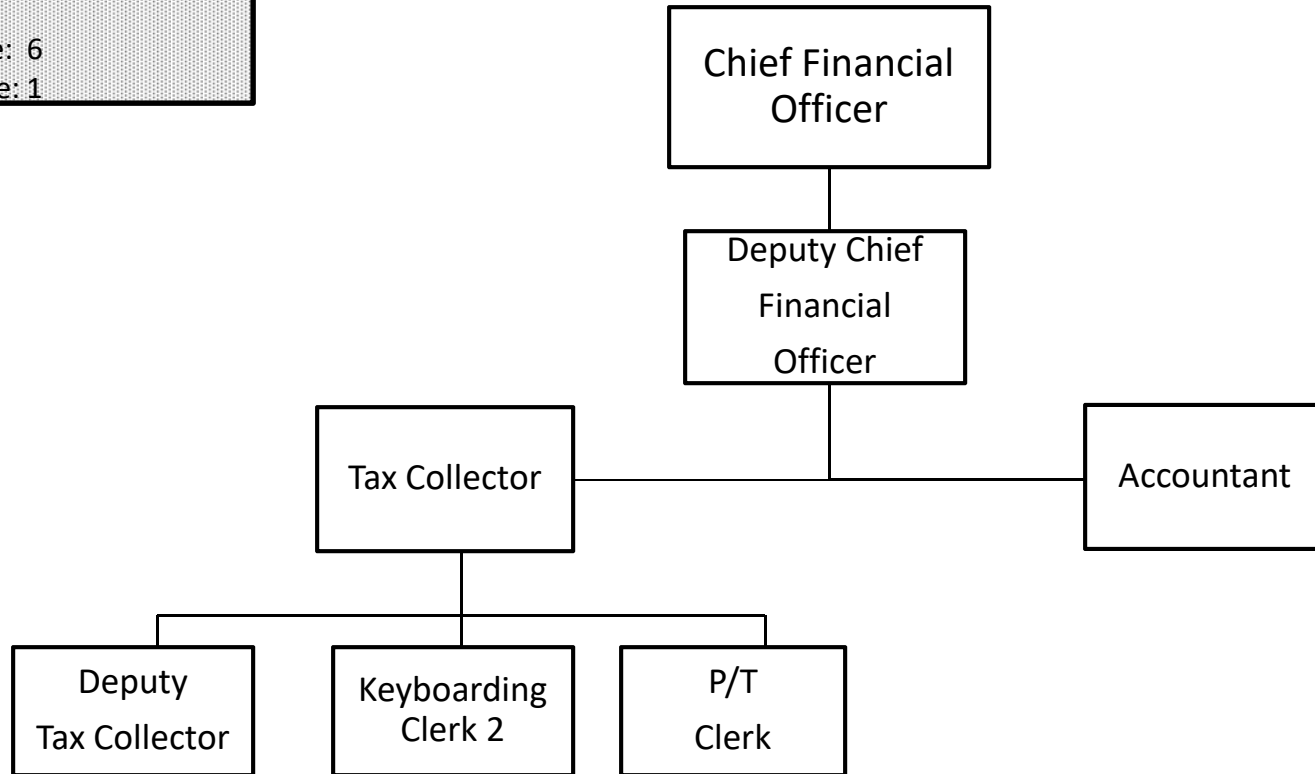 e: 6
e: 1
Chief Financial
Officer
Deputy Chief
Financial
Officer
Tax Collector
Accountant
Deputy
Tax Collector
Keyboarding
Clerk 2
P/T
Clerk